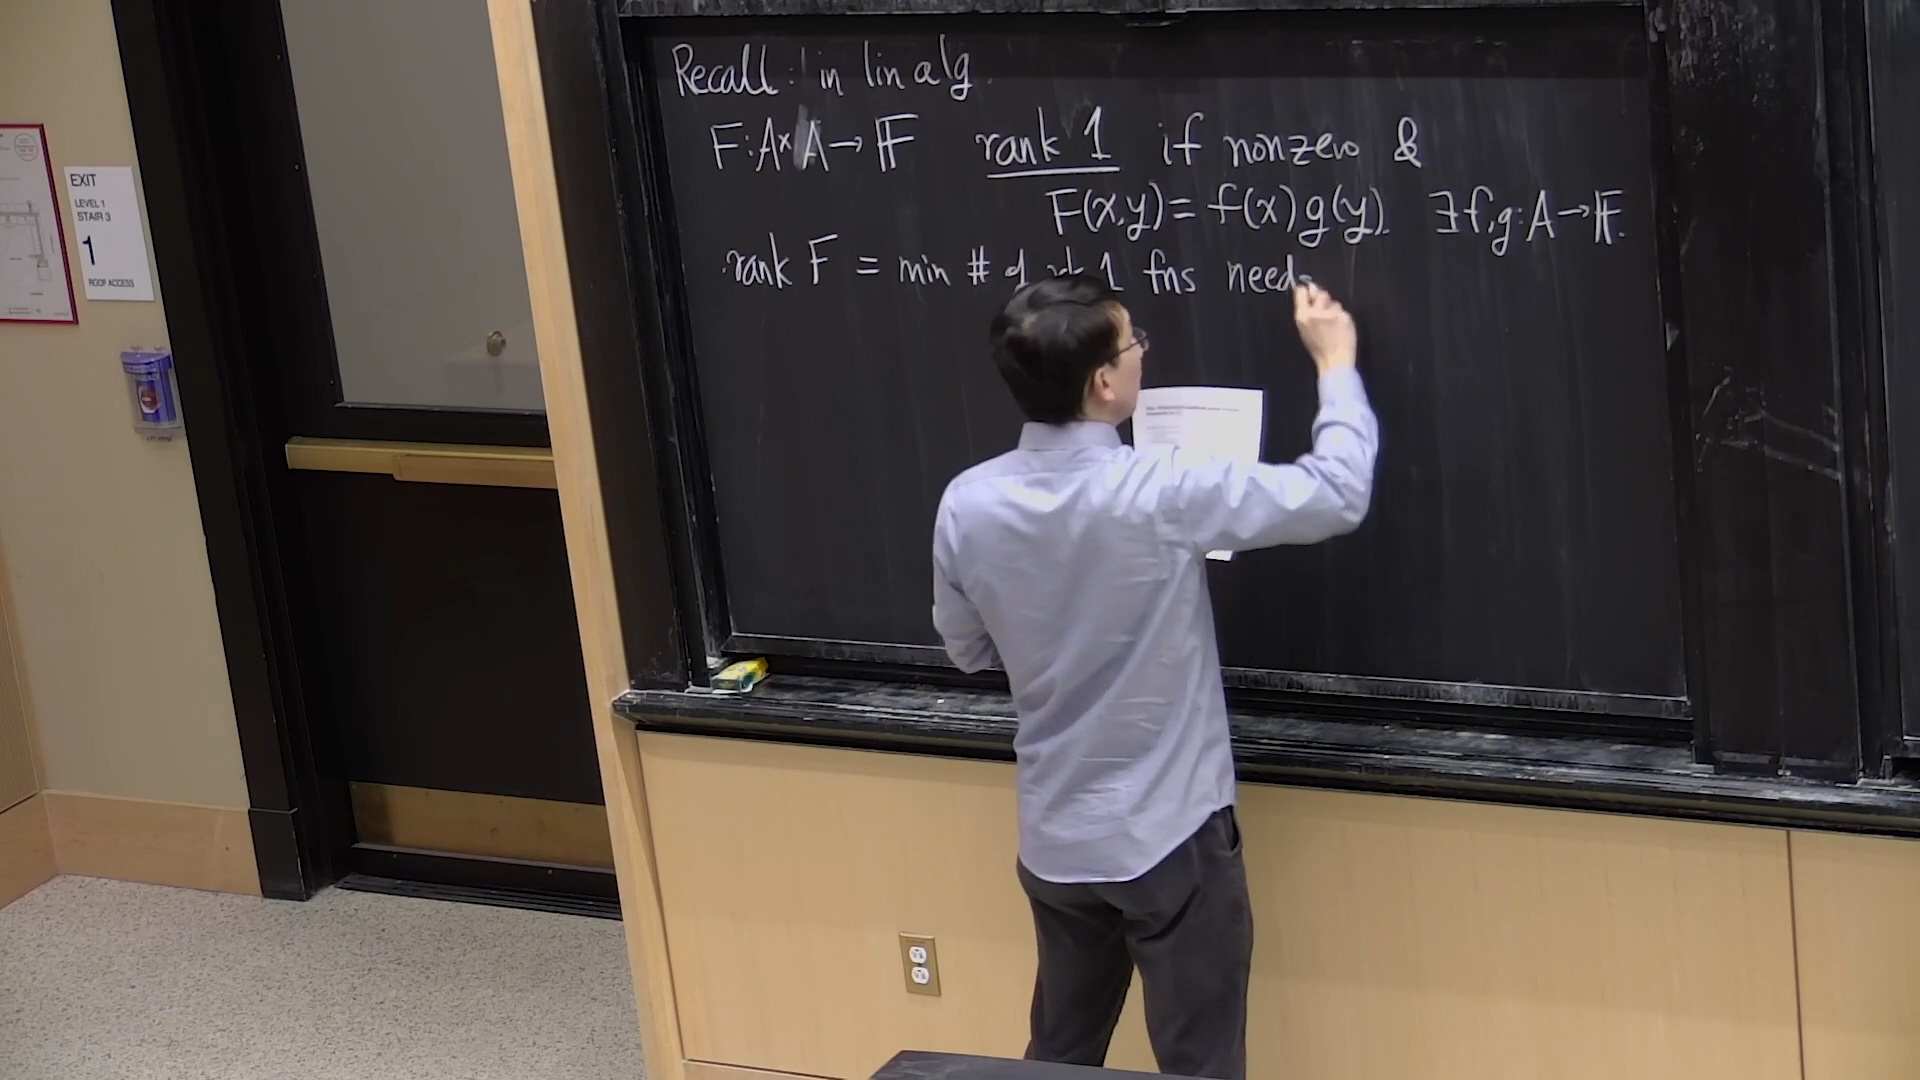 Recall: in lin alg.
F: A×A→𝔽 rank 1 if nonzero &
F(x,y) = f(x)g(y). ∃f,g: A→𝔽.
rank F = min # 1 fns need
EXIT
LEVEL 1
STAIR 3
1
ROOF ACCESS